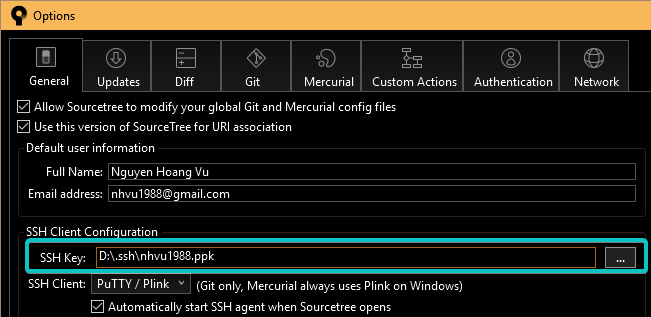 Options
General
Updates
Diff
Git
Mercurial
Custom Actions
Authentication
Network
Allow Sourcetree to modify your global Git and Mercurial config files
Use this version of SourceTree for URI association
Default user information
Full Name: Nguyen Hoang Vu
Email address: nhvu1988@gmail.com
SSH Client Configuration
SSH Key: D:\.ssh\nhvu1988.ppk ...
SSH Client: PuTTY / Plink (Git only, Mercurial always uses Plink on Windows)
Automatically start SSH agent when Sourcetree opens